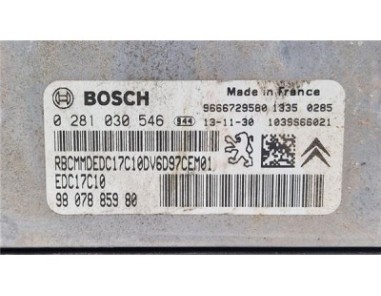 BOSCH
Made in France
9666729580 1335 0285
0 281 030 546 944 13-11-30 1039S66021
RBCMMDEDC17C10DV6D97CEM01
EDC17C10
98 078 859 80